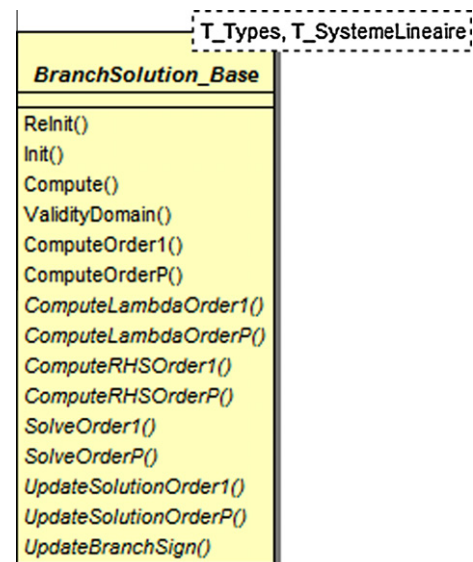 T_Types, T_SystemeLineaire
BranchSolution_Base
ReInit()
Init()
Compute()
ValidityDomain()
ComputeOrder1()
ComputeOrderP()
ComputeLambdaOrder1()
ComputeLambdaOrderP()
ComputeRHSOrder1()
ComputeRHSOrderP()
SolveOrder1()
SolveOrderP()
UpdateSolutionOrder1()
UpdateSolutionOrderP()
UpdateBranchSign()